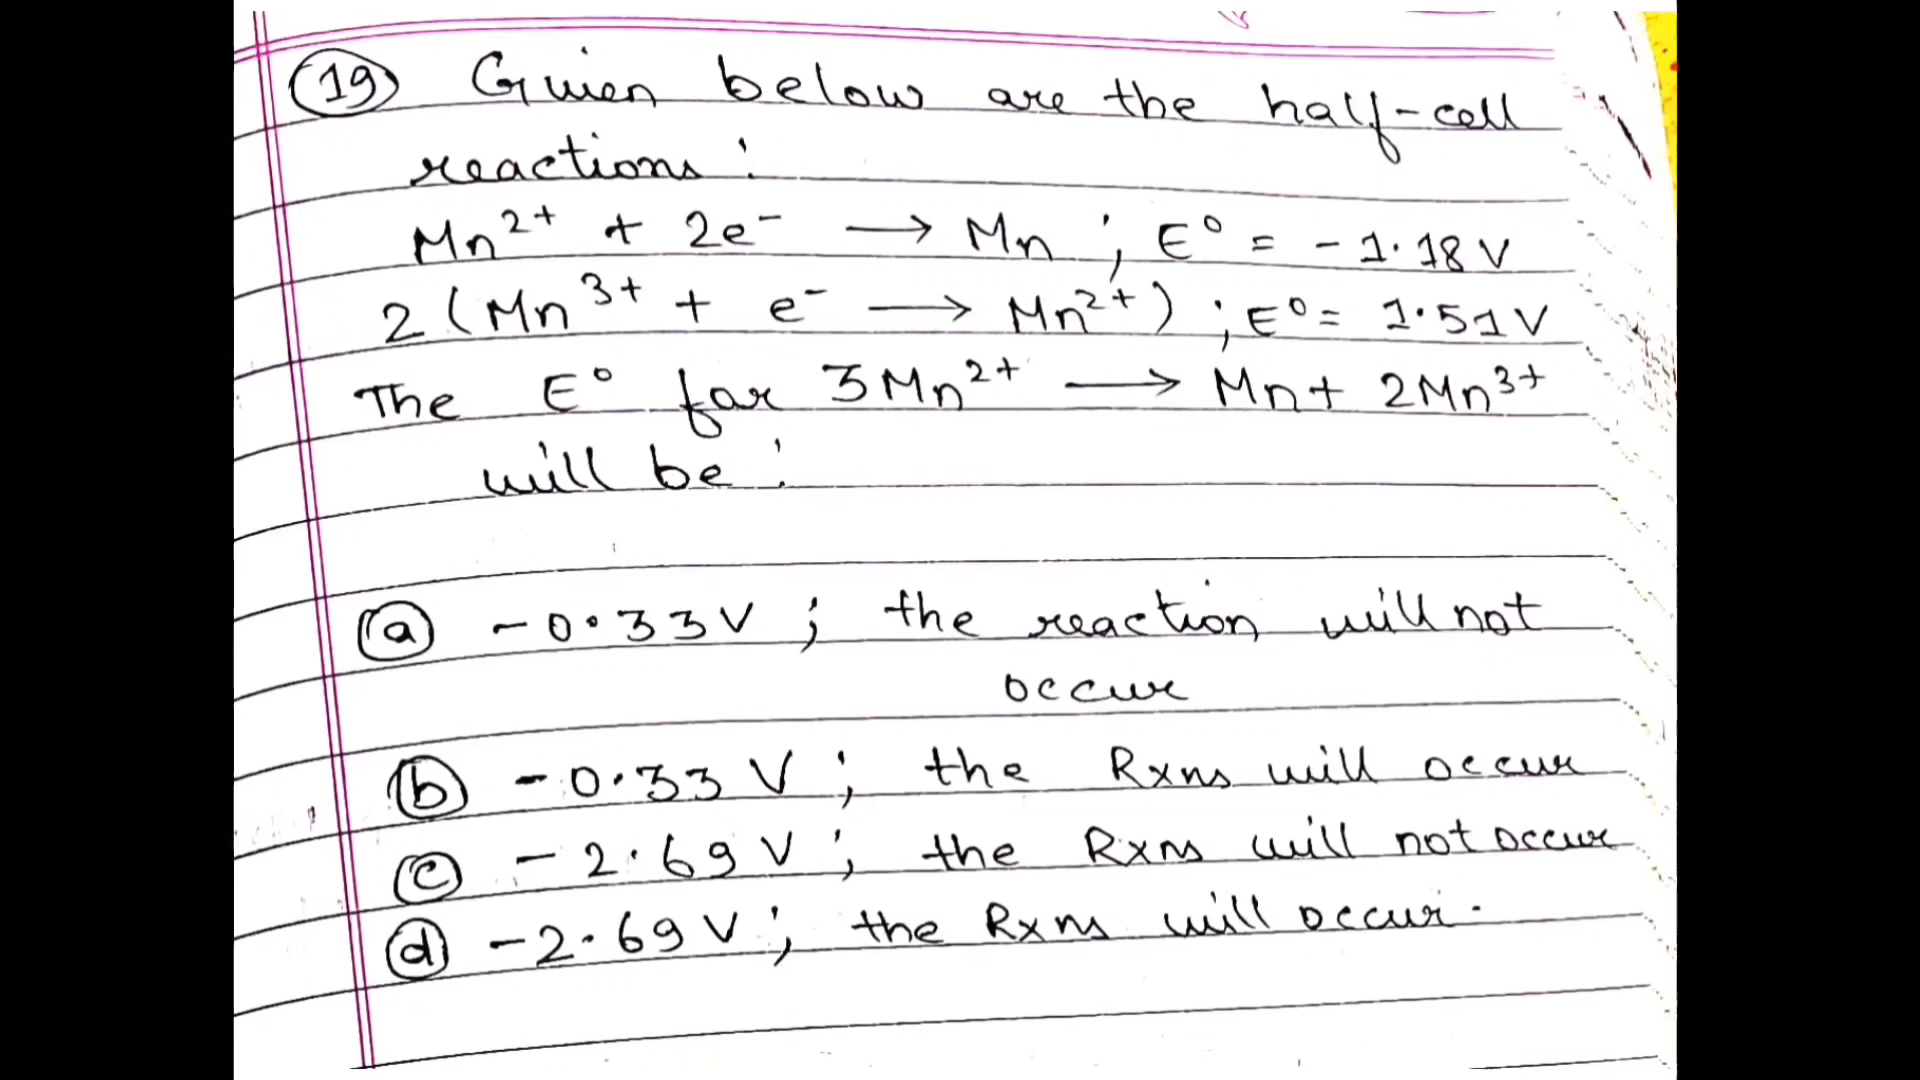 19 Given below are the half-cell
reactions:
Mn²⁺ + 2e⁻ → Mn ; E° = -1.18 V
2 (Mn³⁺ + e⁻ → Mn²⁺) ; E° = 1.51 V
The E° for 3Mn²⁺ → Mn + 2Mn³⁺
will be:
(a) -0.33V ; the reaction will not
occur
(b) -0.33 V ; the Rxns will occur
(c) -2.69 V ; the Rxns will not occur
(d) -2.69 V ; the Rxns will occur.